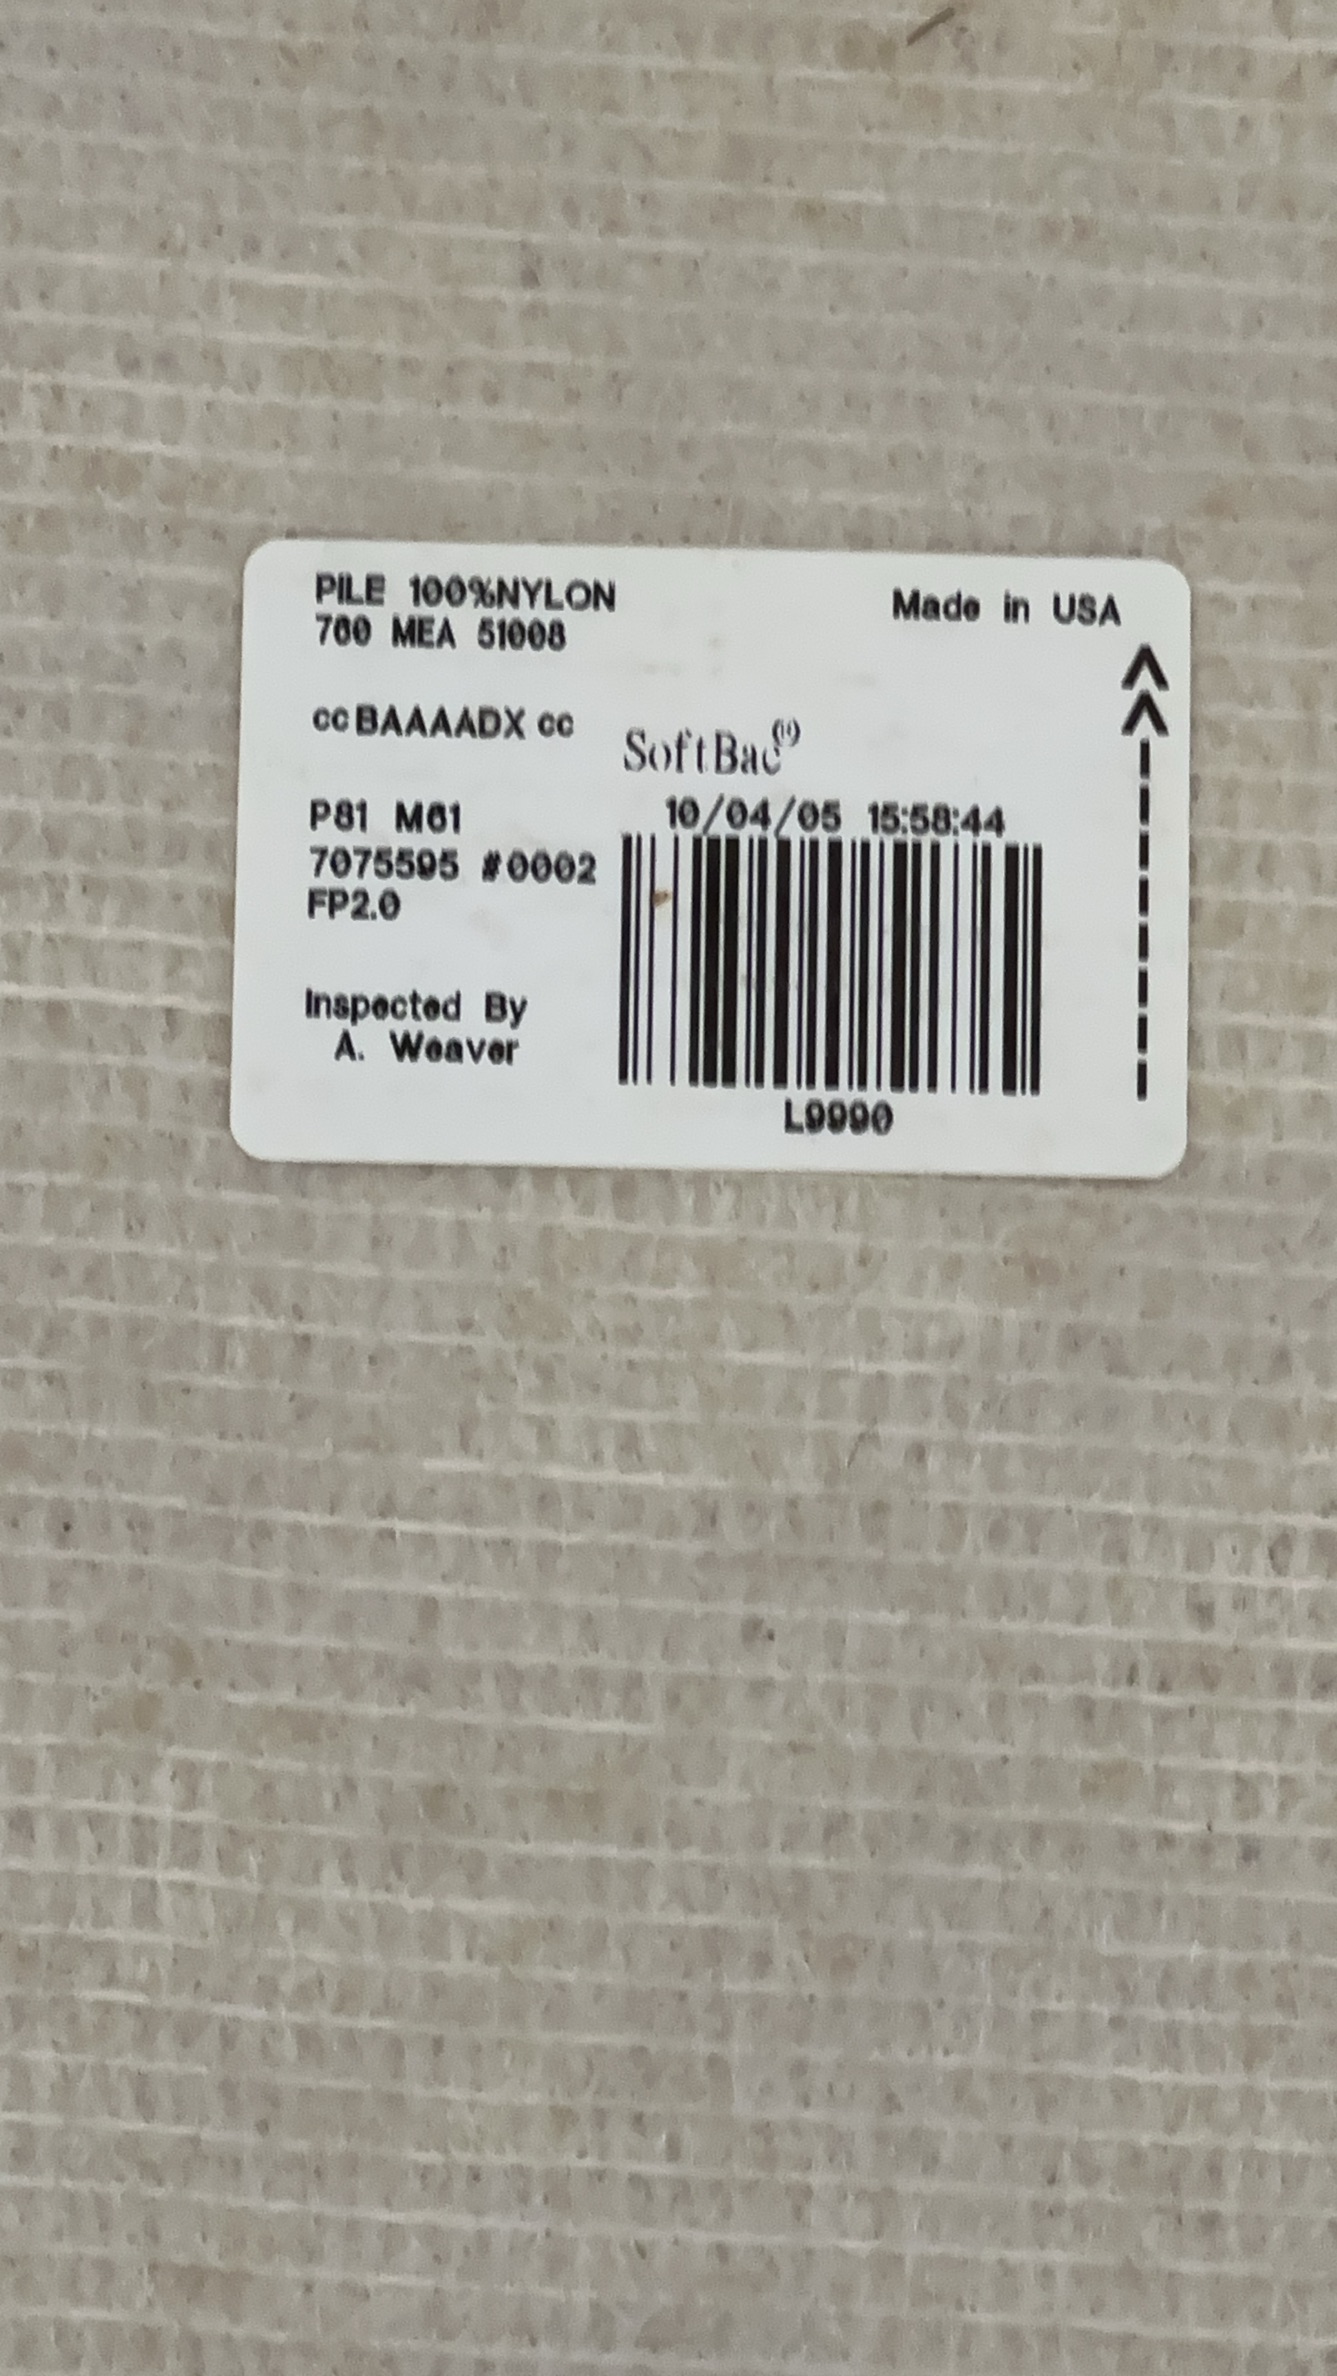 PILE 100%NYLON
Made in USA
760 MEA 51008
ccBAAAADX cc
SoftBac®
P81 M61
10/04/05 15:58:44
7075595 #0002
FP2.0
Inspected By
A. Weaver
L9990